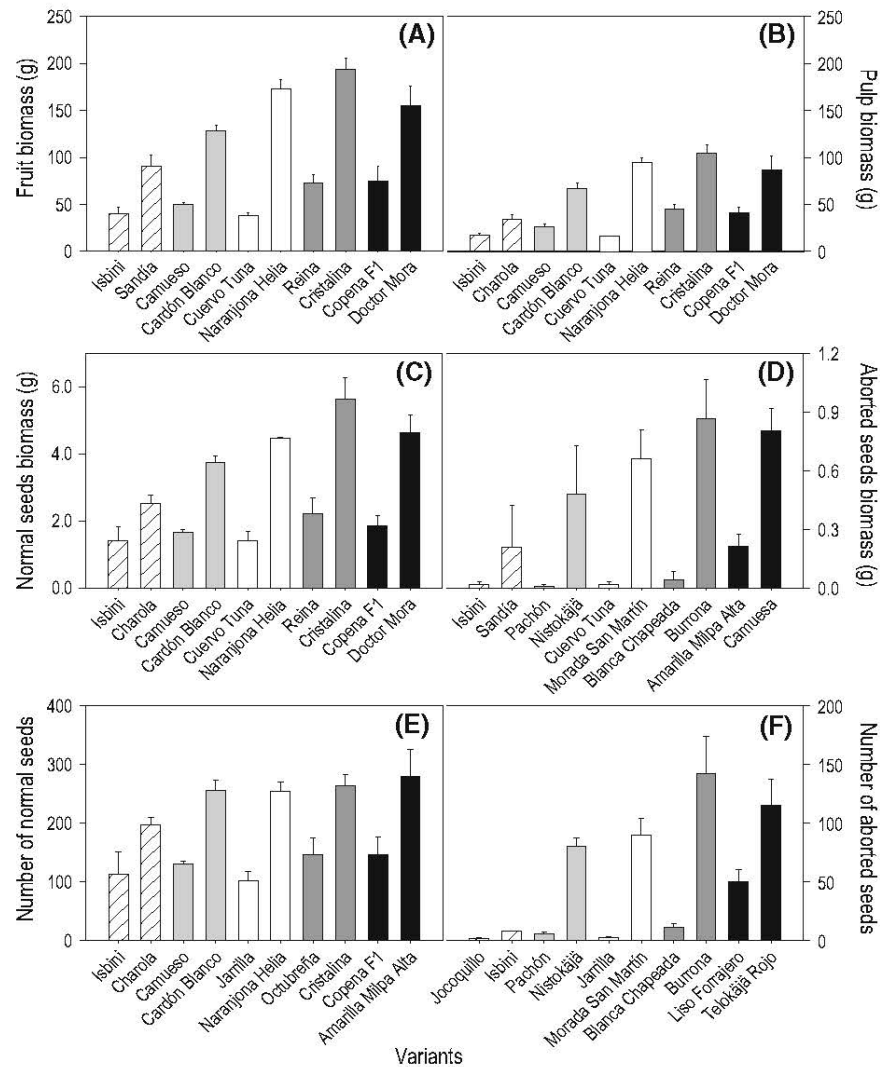 (A)
Fruit biomass (g)
250
200
150
100
50
0
Isbini
Sandía
Camueso
Cardón Blanco
Cuervo Tuna
Naranjona Helia
Reina
Cristalina
Copena F1
Doctor Mora
(B)
Pulp biomass (g)
250
200
150
100
50
0
Isbini
Charola
Camueso
Cardón Blanco
Cuervo Tuna
Naranjona Helia
Reina
Cristalina
Copena F1
Doctor Mora
(C)
Normal seeds biomass (g)
6.0
4.0
2.0
0.0
Isbini
Charola
Camueso
Cardón Blanco
Cuervo Tuna
Naranjona Helia
Reina
Cristalina
Copena F1
Doctor Mora
(D)
Aborted seeds biomass (g)
1.2
0.9
0.6
0.3
0.0
Isbini
Sandía
Pachón
Nistokäjä
Cuervo Tuna
Morada San Martín
Blanca Chapeada
Burrona
Amarilla Milpa Alta
Camuesa
(E)
Number of normal seeds
400
300
200
100
0
Isbini
Charola
Camueso
Cardón Blanco
Jarrilla
Naranjona Helia
Octubreña
Cristalina
Copena F1
Amarilla Milpa Alta
(F)
Number of aborted seeds
200
150
100
50
0
Jocoquillo
Isbini
Pachón
Nistokäjä
Jarrilla
Morada San Martín
Blanca Chapeada
Burrona
Liso Forrajero
Telokäjä Rojo
Variants